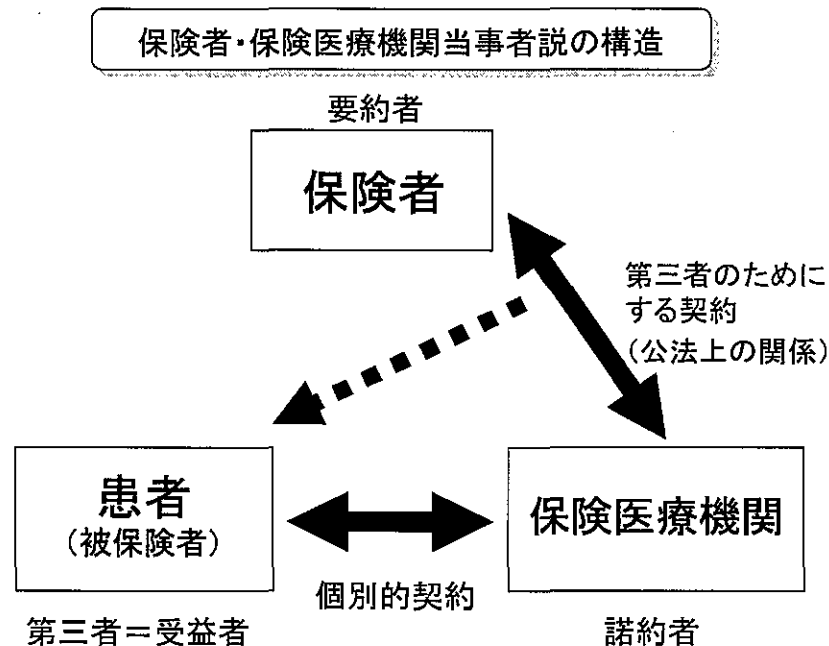 保険者・保険医療機関当事者説の構造
要約者
保険者
第三者のために
する契約
(公法上の関係)
患者
(被保険者)
保険医療機関
個別的契約
第三者＝受益者
諾約者